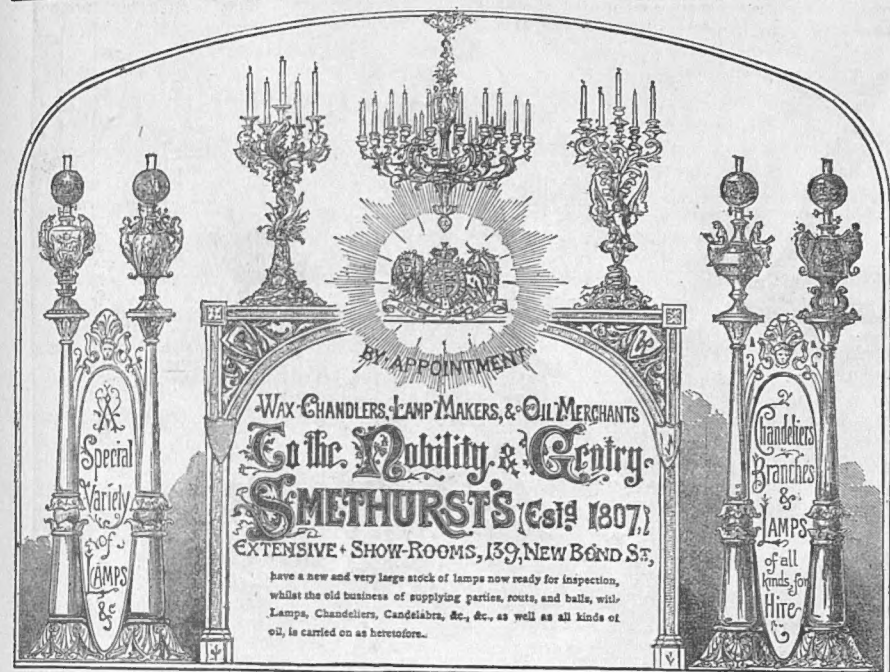 BY APPOINTMENT
WAX CHANDLERS, LAMP MAKERS, & OIL MERCHANTS
To the Nobility & Gentry.
SMETHURST'S (Estd 1807,)
EXTENSIVE SHOW-ROOMS, 139, NEW BOND ST,
have a new and very large stock of lamps now ready for inspection,
whilst the old business of supplying parties, routs, and balls, with
Lamps, Chandeliers, Candelabra, &c., &c., as well as all kinds of
oil, is carried on as heretofore.
A
Special
Variety
of
LAMPS
&c
Chandeliers
Branches
&
LAMPS
of all
kinds, for
Hire